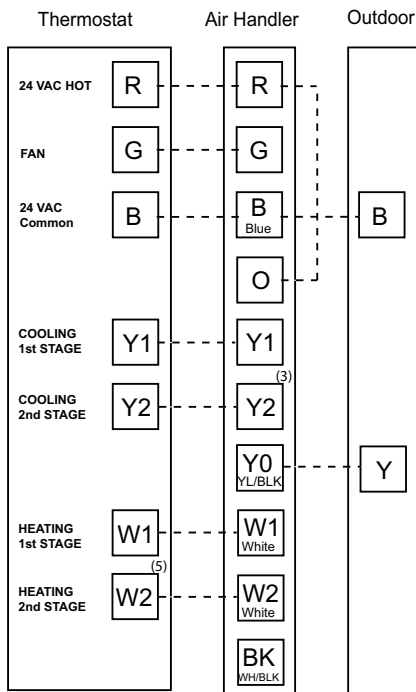 Thermostat Air Handler Outdoor
24 VAC HOT R R
FAN G G
24 VAC
Common B B B
Blue
O
COOLING
1st STAGE Y1 Y1
(3)
COOLING
2nd STAGE Y2 Y2
Y0 Y
YL/BLK
HEATING
1st STAGE W1 W1
White
(5)
HEATING
2nd STAGE W2 W2
White
BK
WH/BLK